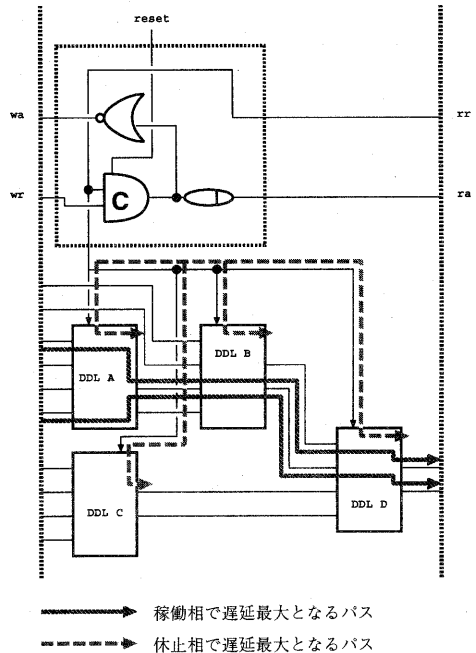 reset
wa
rr
wr
C
ra
DDL A
DDL B
DDL C
DDL D
稼働相で遅延最大となるパス
休止相で遅延最大となるパス